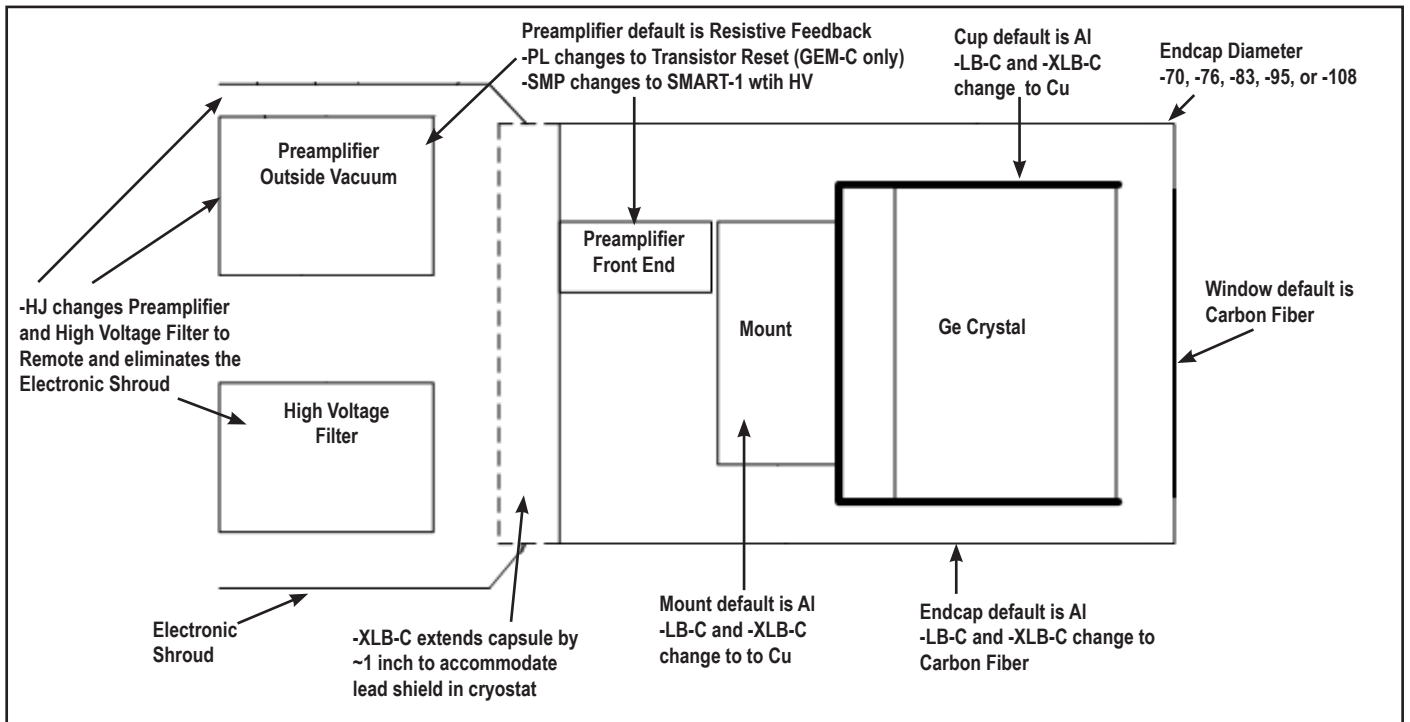 Preamplifier default is Resistive Feedback
-PL changes to Transistor Reset (GEM-C only)
-SMP changes to SMART-1 wtih HV
Cup default is Al
-LB-C and -XLB-C
change to Cu
Endcap Diameter
-70, -76, -83, -95, or -108
Preamplifier
Outside Vacuum
Preamplifier
Front End
-HJ changes Preamplifier
and High Voltage Filter to
Remote and eliminates the
Electronic Shroud
Mount
Ge Crystal
Window default is
Carbon Fiber
High Voltage
Filter
Electronic
Shroud
-XLB-C extends capsule by
~1 inch to accommodate
lead shield in cryostat
Mount default is Al
-LB-C and -XLB-C
change to to Cu
Endcap default is Al
-LB-C and -XLB-C change to
Carbon Fiber